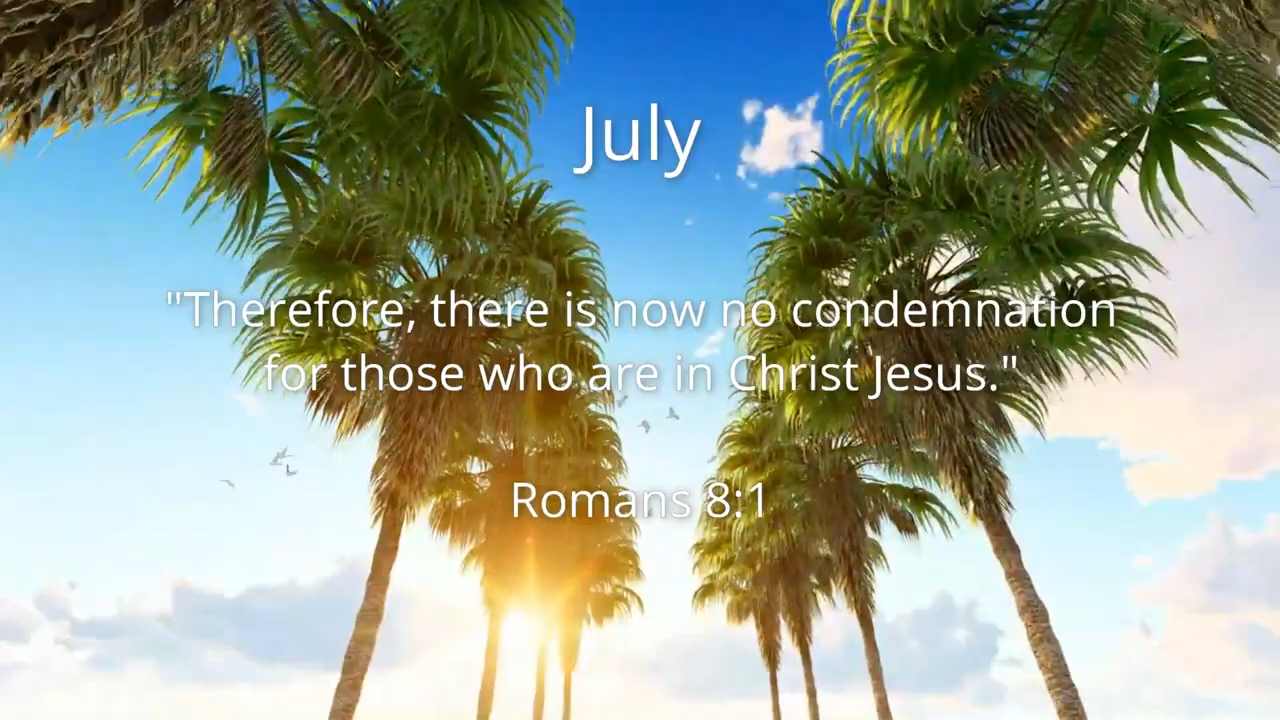 July
"Therefore, there is now no condemnation
for those who are in Christ Jesus."
Romans 8:1